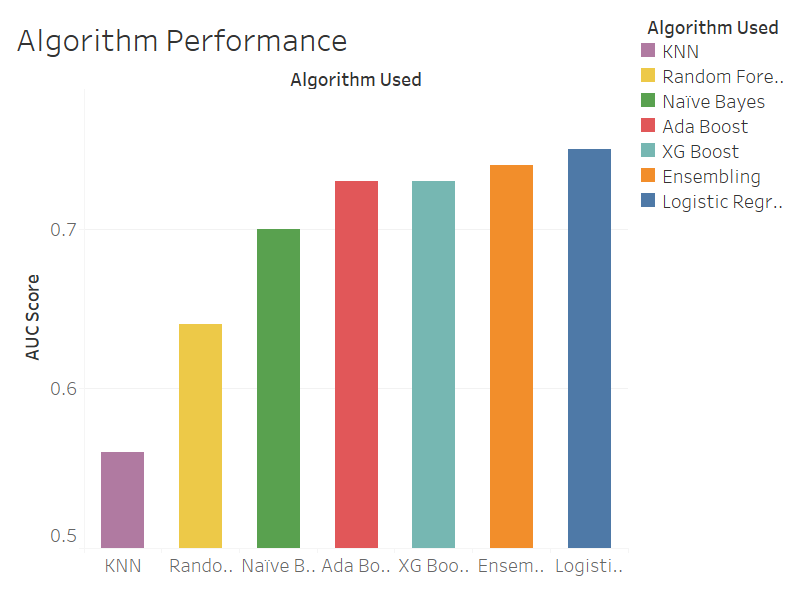 Algorithm Performance
Algorithm Used
AUC Score
0.7
0.6
0.5
KNN Rando.. Naïve B.. Ada Bo.. XG Boo.. Ensem.. Logisti..
Algorithm Used
KNN
Random Fore..
Naïve Bayes
Ada Boost
XG Boost
Ensembling
Logistic Regr..